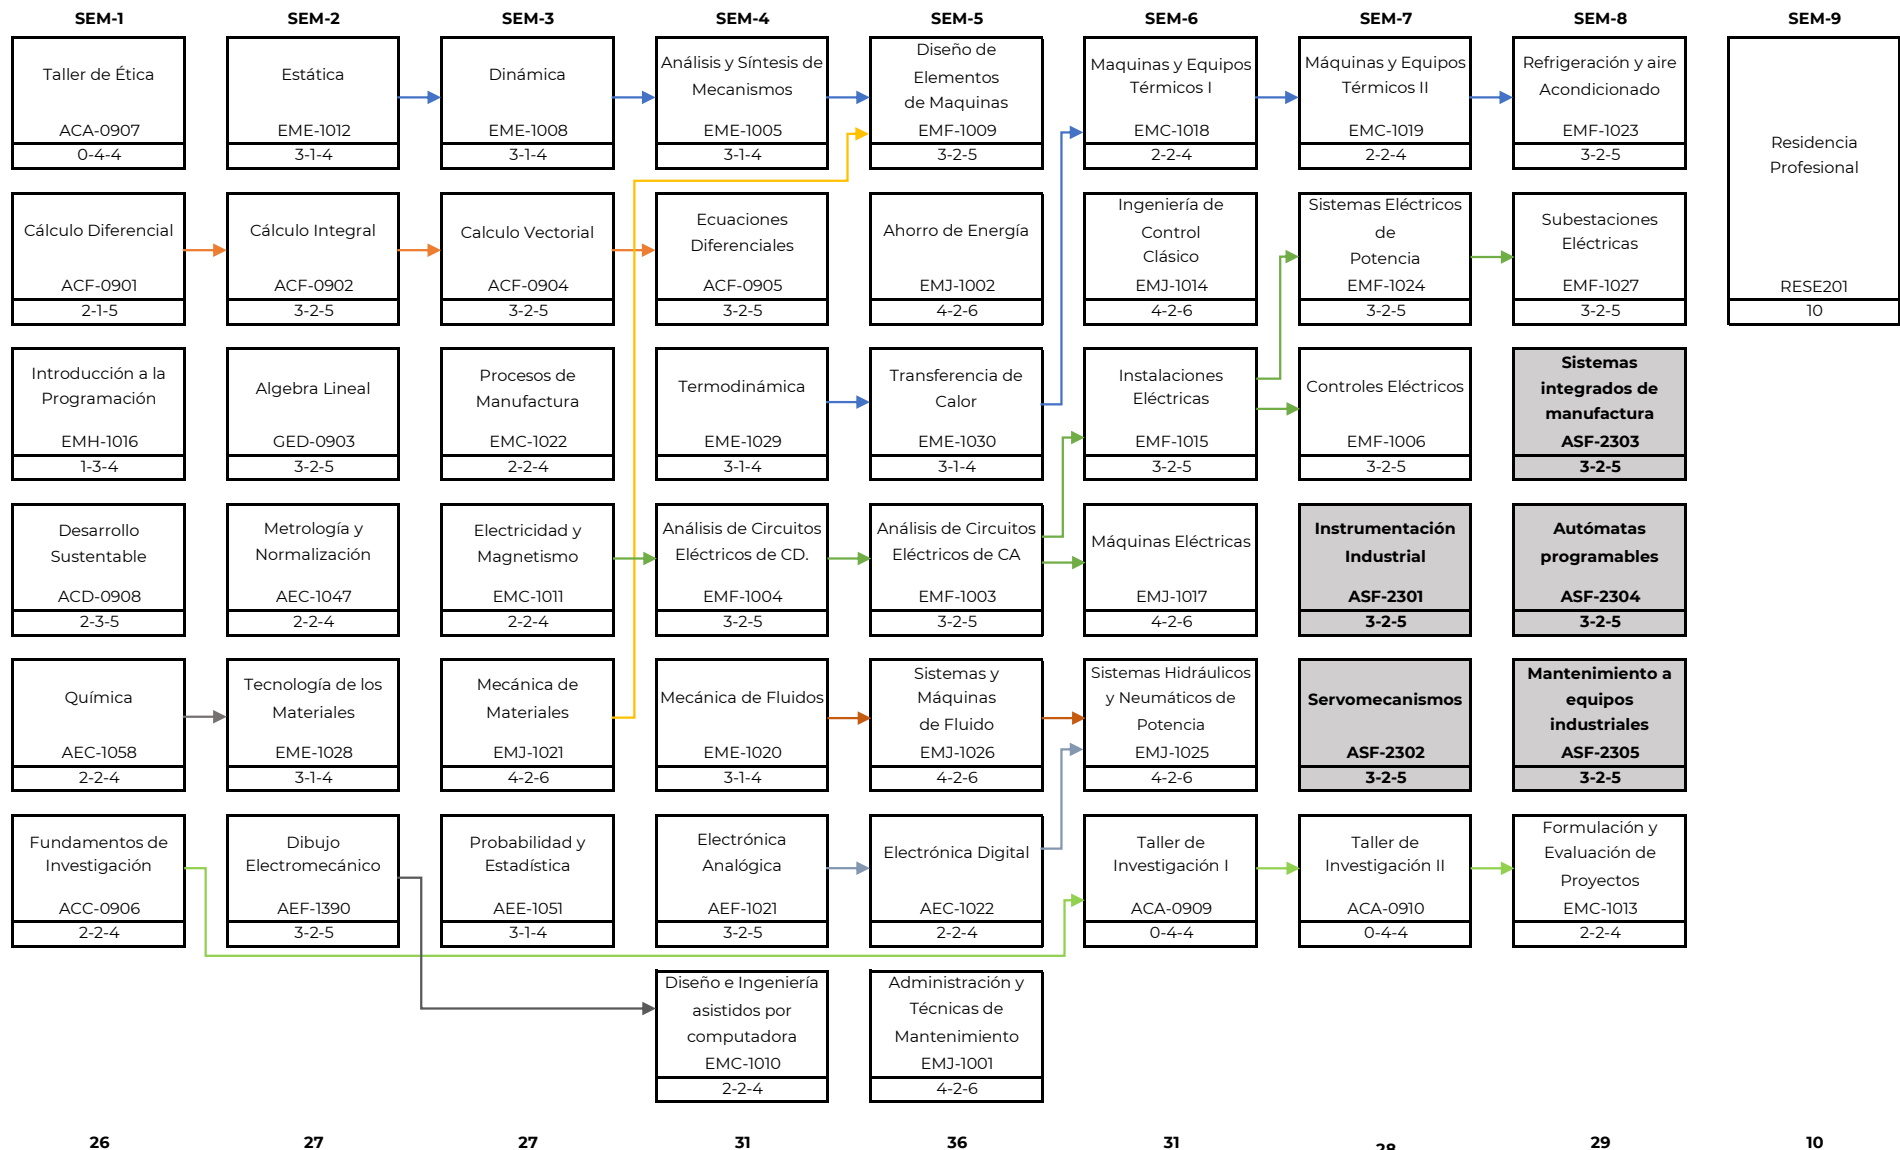 SEM-1
SEM-2
SEM-3
SEM-4
SEM-5
SEM-6
SEM-7
SEM-8
SEM-9
Taller de Ética
ACA-0907
0-4-4
Estática
EME-1012
3-1-4
Dinámica
EME-1008
3-1-4
Análisis y Síntesis de
Mecanismos
EME-1005
3-1-4
Diseño de
Elementos
de Maquinas
EMF-1009
3-2-5
Maquinas y Equipos
Térmicos I
EMC-1018
2-2-4
Máquinas y Equipos
Térmicos II
EMC-1019
2-2-4
Refrigeración y aire
Acondicionado
EMF-1023
3-2-5
Residencia
Profesional
RESE201
10
Cálculo Diferencial
ACF-0901
2-1-5
Cálculo Integral
ACF-0902
3-2-5
Calculo Vectorial
ACF-0904
3-2-5
Ecuaciones
Diferenciales
ACF-0905
3-2-5
Ahorro de Energía
EMJ-1002
4-2-6
Ingeniería de
Control
Clásico
EMJ-1014
4-2-6
Sistemas Eléctricos
de
Potencia
EMF-1024
3-2-5
Subestaciones
Eléctricas
EMF-1027
3-2-5
Introducción a la
Programación
EMH-1016
1-3-4
Algebra Lineal
GED-0903
3-2-5
Procesos de
Manufactura
EMC-1022
2-2-4
Termodinámica
EME-1029
3-1-4
Transferencia de
Calor
EME-1030
3-1-4
Instalaciones
Eléctricas
EMF-1015
3-2-5
Controles Eléctricos
EMF-1006
3-2-5
Sistemas
integrados de
manufactura
ASF-2303
3-2-5
Desarrollo
Sustentable
ACD-0908
2-3-5
Metrología y
Normalización
AEC-1047
2-2-4
Electricidad y
Magnetismo
EMC-1011
2-2-4
Análisis de Circuitos
Eléctricos de CD.
EMF-1004
3-2-5
Análisis de Circuitos
Eléctricos de CA
EMF-1003
3-2-5
Máquinas Eléctricas
EMJ-1017
4-2-6
Instrumentación
Industrial
ASF-2301
3-2-5
Autómatas
programables
ASF-2304
3-2-5
Química
AEC-1058
2-2-4
Tecnología de los
Materiales
EME-1028
3-1-4
Mecánica de
Materiales
EMJ-1021
4-2-6
Mecánica de Fluidos
EME-1020
3-1-4
Sistemas y
Máquinas
de Fluido
EMJ-1026
4-2-6
Sistemas Hidráulicos
y Neumáticos de
Potencia
EMJ-1025
4-2-6
Servomecanismos
ASF-2302
3-2-5
Mantenimiento a
equipos
industriales
ASF-2305
3-2-5
Fundamentos de
Investigación
ACC-0906
2-2-4
Dibujo
Electromecánico
AEF-1390
3-2-5
Probabilidad y
Estadística
AEE-1051
3-1-4
Electrónica
Analógica
AEF-1021
3-2-5
Electrónica Digital
AEC-1022
2-2-4
Taller de
Investigación I
ACA-0909
0-4-4
Taller de
Investigación II
ACA-0910
0-4-4
Formulación y
Evaluación de
Proyectos
EMC-1013
2-2-4
Diseño e Ingeniería
asistidos por
computadora
EMC-1010
2-2-4
Administración y
Técnicas de
Mantenimiento
EMJ-1001
4-2-6
26
27
27
31
36
31
28
29
10